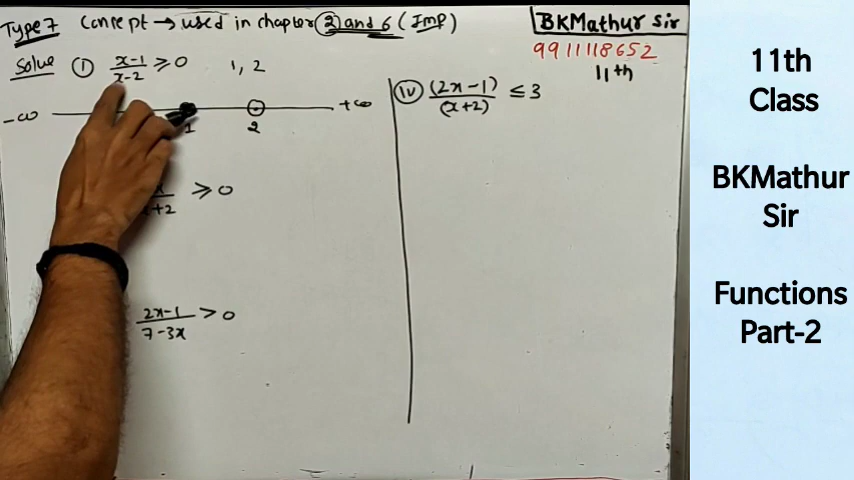 Type 7 Concept → used in chapter 2 and 6 (Imp)
BKMathur Sir
9911118652
11th
Solve ① x-1/x-2 ≥ 0 1, 2
-∞ 1 2 +∞
≥ 0
+2
2x-1/7-3x > 0
(iv) (2x-1)/(x+2) ≤ 3
11th
Class
BKMathur
Sir
Functions
Part-2